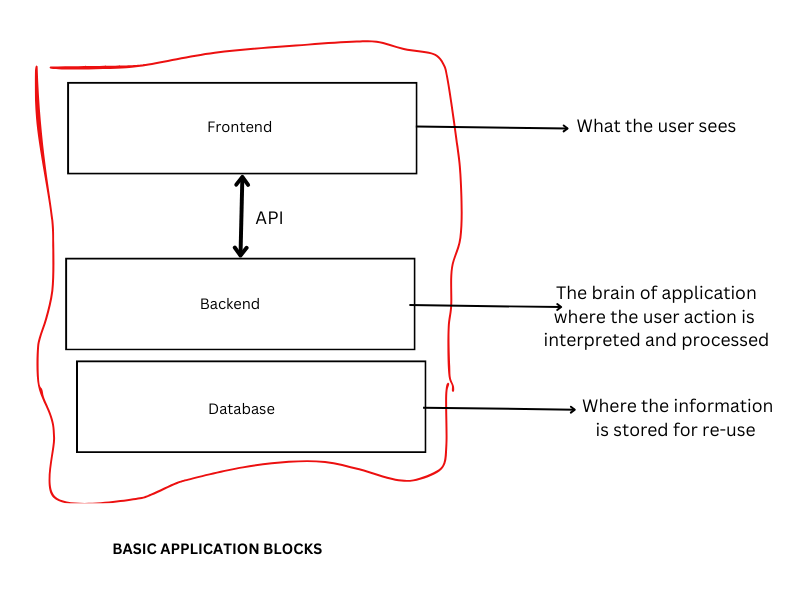 Frontend
What the user sees
API
Backend
The brain of application
where the user action is
interpreted and processed
Database
Where the information
is stored for re-use
BASIC APPLICATION BLOCKS